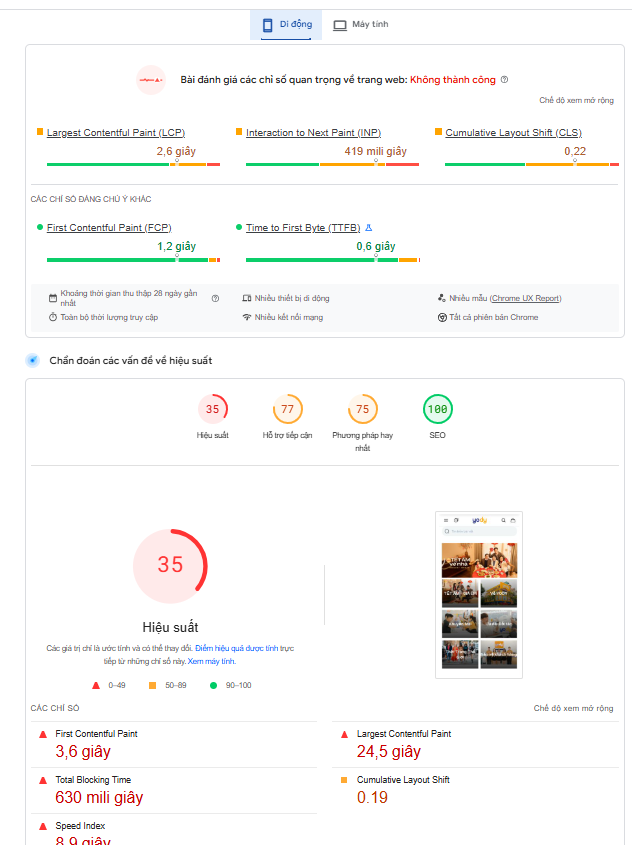 Di động
Máy tính
Bài đánh giá các chỉ số quan trọng về trang web: Không thành công
Chế độ xem mở rộng
Largest Contentful Paint (LCP)
2,6 giây
Interaction to Next Paint (INP)
419 mili giây
Cumulative Layout Shift (CLS)
0,22
CÁC CHỈ SỐ ĐÁNG CHÚ Ý KHÁC
First Contentful Paint (FCP)
1,2 giây
Time to First Byte (TTFB)
0,6 giây
Khoảng thời gian thu thập 28 ngày gần
nhất
Nhiều thiết bị di động
Nhiều mẫu (Chrome UX Report)
Toàn bộ thời lượng truy cập
Nhiều kết nối mạng
Tất cả phiên bản Chrome
Chẩn đoán các vấn đề về hiệu suất
35
77
75
100
Hiệu suất
Hỗ trợ tiếp cận
Phương pháp hay
nhất
SEO
35
yody
Hiệu suất
Các giá trị chỉ là ước tính và có thể thay đổi. Điểm hiệu quả được tính trực
tiếp từ những chỉ số này. Xem máy tính.
0–49
50–89
90–100
CÁC CHỈ SỐ
Chế độ xem mở rộng
First Contentful Paint
3,6 giây
Largest Contentful Paint
24,5 giây
Total Blocking Time
630 mili giây
Cumulative Layout Shift
0.19
Speed Index
8,9 giây